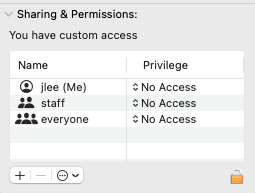 Sharing & Permissions:
You have custom access
Name Privilege
jlee (Me) No Access
staff No Access
everyone No Access